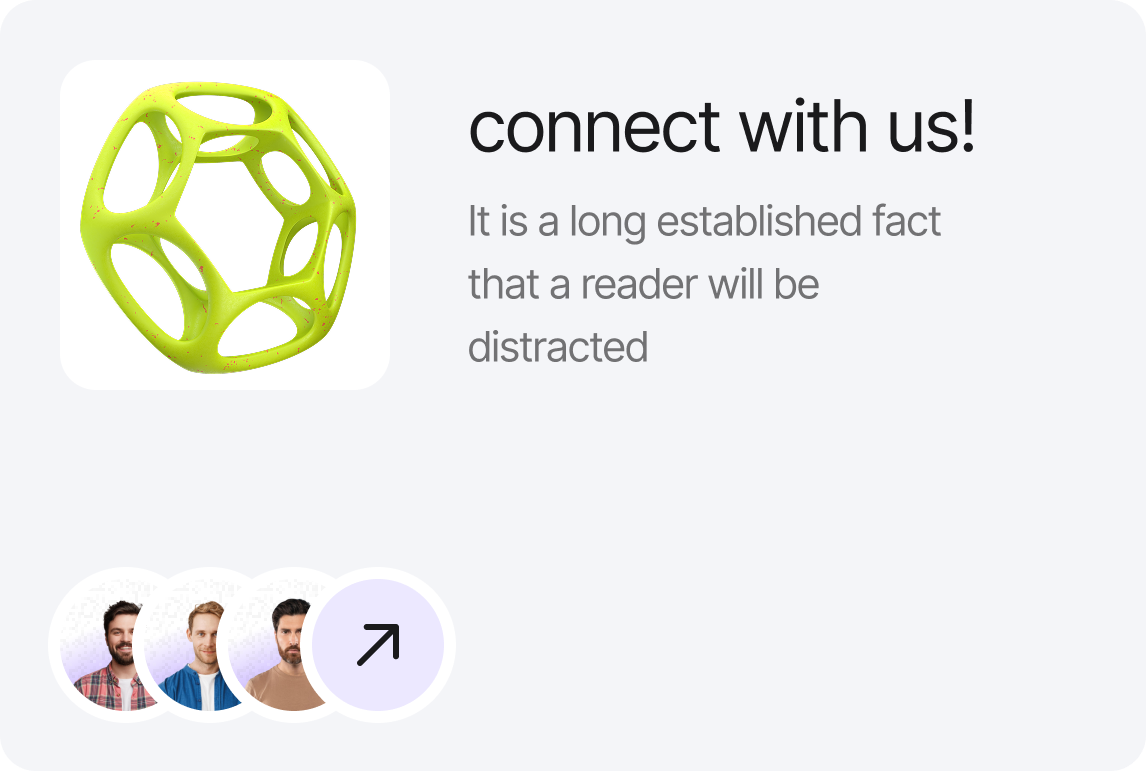 connect with us!
It is a long established fact
that a reader will be
distracted